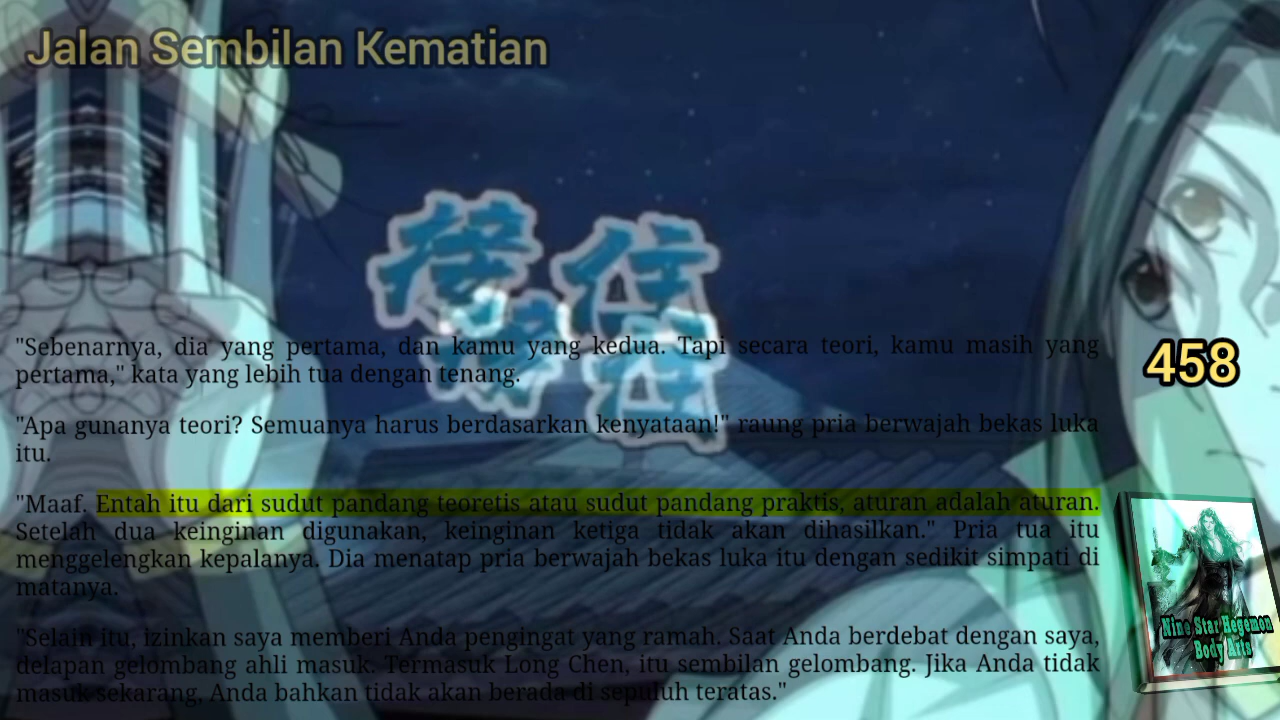 Jalan Sembilan Kematian
"Sebenarnya, dia yang pertama, dan kamu yang kedua. Tapi secara teori, kamu masih yang
pertama," kata yang lebih tua dengan tenang.
"Apa gunanya teori? Semuanya harus berdasarkan kenyataan!" raung pria berwajah bekas luka
itu.
"Maaf. Entah itu dari sudut pandang teoretis atau sudut pandang praktis, aturan adalah aturan.
Setelah dua keinginan digunakan, keinginan ketiga tidak akan dihasilkan." Pria tua itu
menggelengkan kepalanya. Dia menatap pria berwajah bekas luka itu dengan sedikit simpati di
matanya.
"Selain itu, izinkan saya memberi Anda pengingat yang ramah. Saat Anda berdebat dengan saya,
delapan gelombang ahli masuk. Termasuk Long Chen, itu sembilan gelombang. Jika Anda tidak
masuk sekarang, Anda bahkan tidak akan berada di sepuluh teratas."
458
Nine Star Hegemon
Body Arts